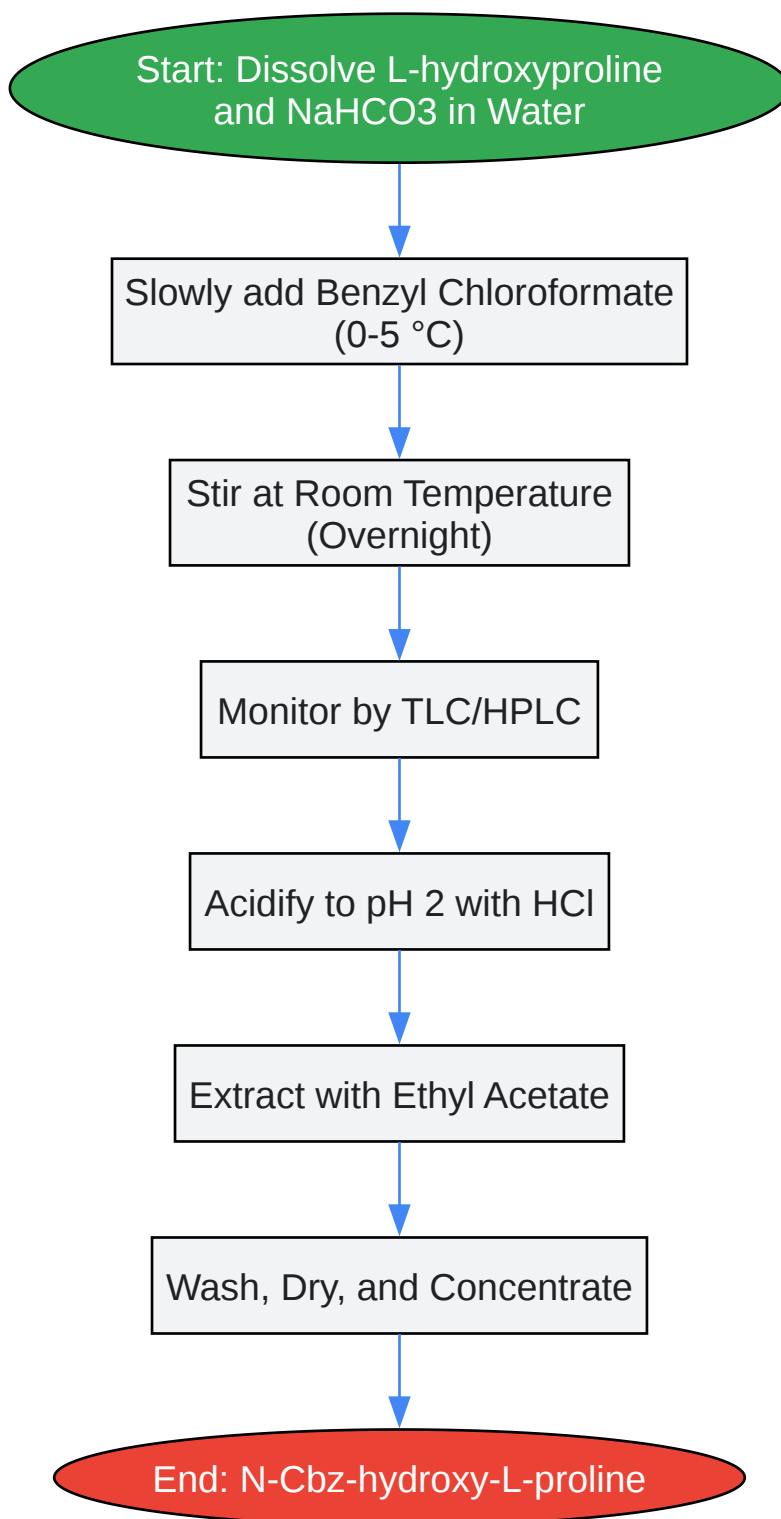 Start: Dissolve L-hydroxyproline
and NaHCO3 in Water
Slowly add Benzyl Chloroformate
(0-5 °C)
Stir at Room Temperature
(Overnight)
Monitor by TLC/HPLC
Acidify to pH 2 with HCl
Extract with Ethyl Acetate
Wash, Dry, and Concentrate
End: N-Cbz-hydroxy-L-proline